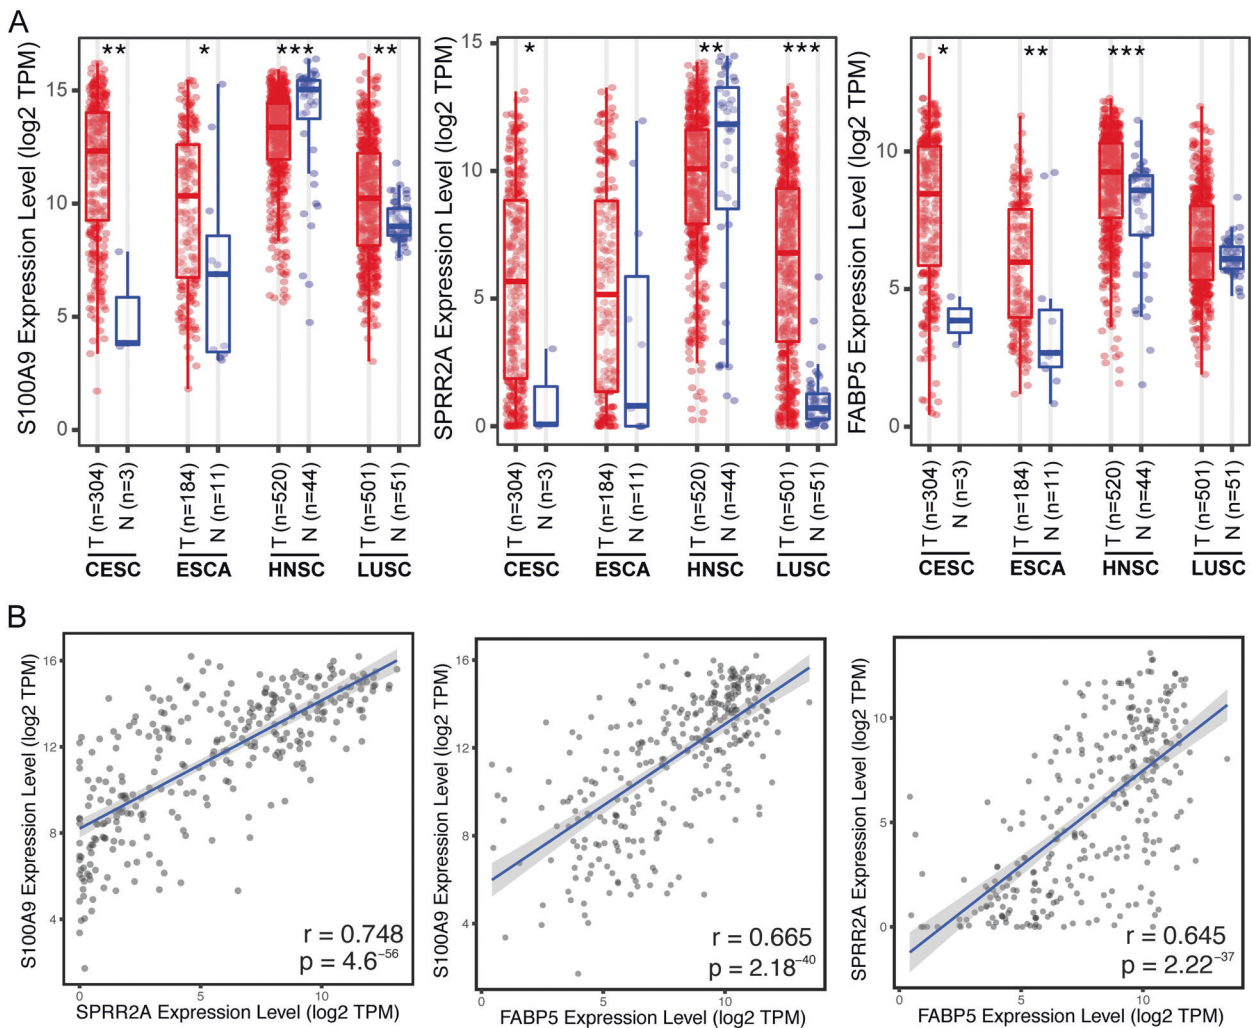 A
S100A9 Expression Level (log2 TPM)
15
10
5
0
** * *** **
T (n=304)
N (n=3)
T (n=184)
N (n=11)
T (n=520)
N (n=44)
T (n=501)
N (n=51)
CESC ESCA HNSC LUSC
SPRR2A Expression Level (log2 TPM)
15
10
5
0
* ** ***
T (n=304)
N (n=3)
T (n=184)
N (n=11)
T (n=520)
N (n=44)
T (n=501)
N (n=51)
CESC ESCA HNSC LUSC
FABP5 Expression Level (log2 TPM)
10
5
0
* ** ***
T (n=304)
N (n=3)
T (n=184)
N (n=11)
T (n=520)
N (n=44)
T (n=501)
N (n=51)
CESC ESCA HNSC LUSC
B
S100A9 Expression Level (log2 TPM)
16
12
8
4
r = 0.748
p = 4.6⁻⁵⁶
0 5 10
SPRR2A Expression Level (log2 TPM)
S100A9 Expression Level (log2 TPM)
16
12
8
4
r = 0.665
p = 2.18⁻⁴⁰
0 5 10
FABP5 Expression Level (log2 TPM)
SPRR2A Expression Level (log2 TPM)
10
5
0
r = 0.645
p = 2.22⁻³⁷
0 5 10
FABP5 Expression Level (log2 TPM)